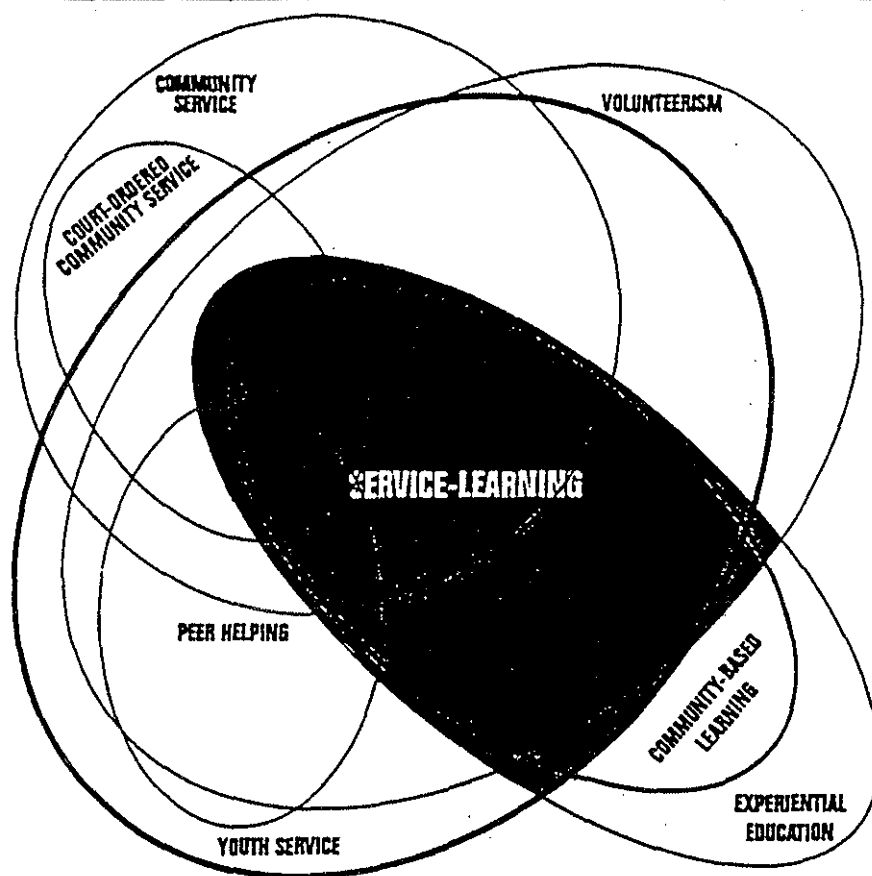 COMMUNITY
SERVICE
VOLUNTEERISM
COURT-ORDERED
COMMUNITY SERVICE
SERVICE-LEARNING
PEER HELPING
COMMUNITY-BASED
LEARNING
EXPERIENTIAL
EDUCATION
YOUTH SERVICE